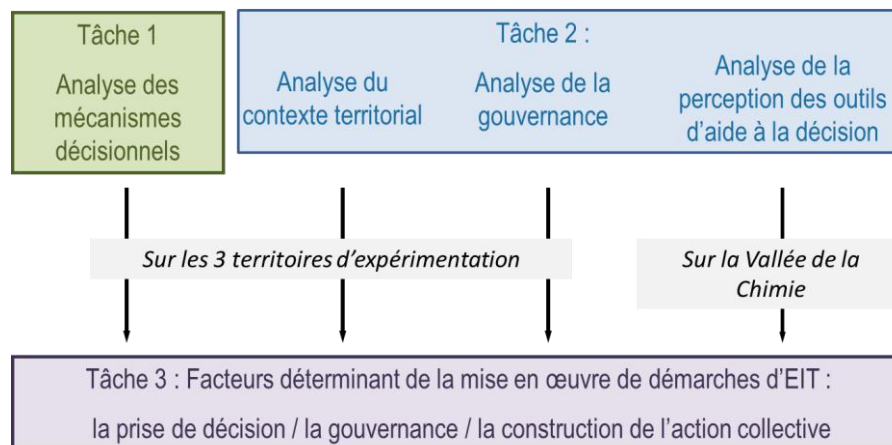 Tâche 1
Analyse des
mécanismes
décisionnels
Tâche 2 :
Analyse du
contexte territorial
Analyse de la
gouvernance
Analyse de la
perception des outils
d'aide à la décision
Sur les 3 territoires d'expérimentation
Sur la Vallée de la
Chimie
Tâche 3 : Facteurs déterminant de la mise en œuvre de démarches d'EIT :
la prise de décision / la gouvernance / la construction de l'action collective